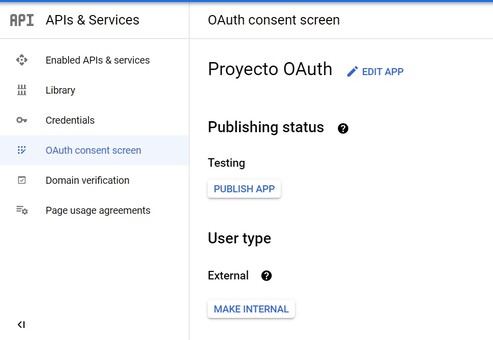 API APIs & Services
OAuth consent screen
Enabled APIs & services
Library
Credentials
OAuth consent screen
Domain verification
Page usage agreements
Proyecto OAuth
EDIT APP
Publishing status
Testing
PUBLISH APP
User type
External
MAKE INTERNAL